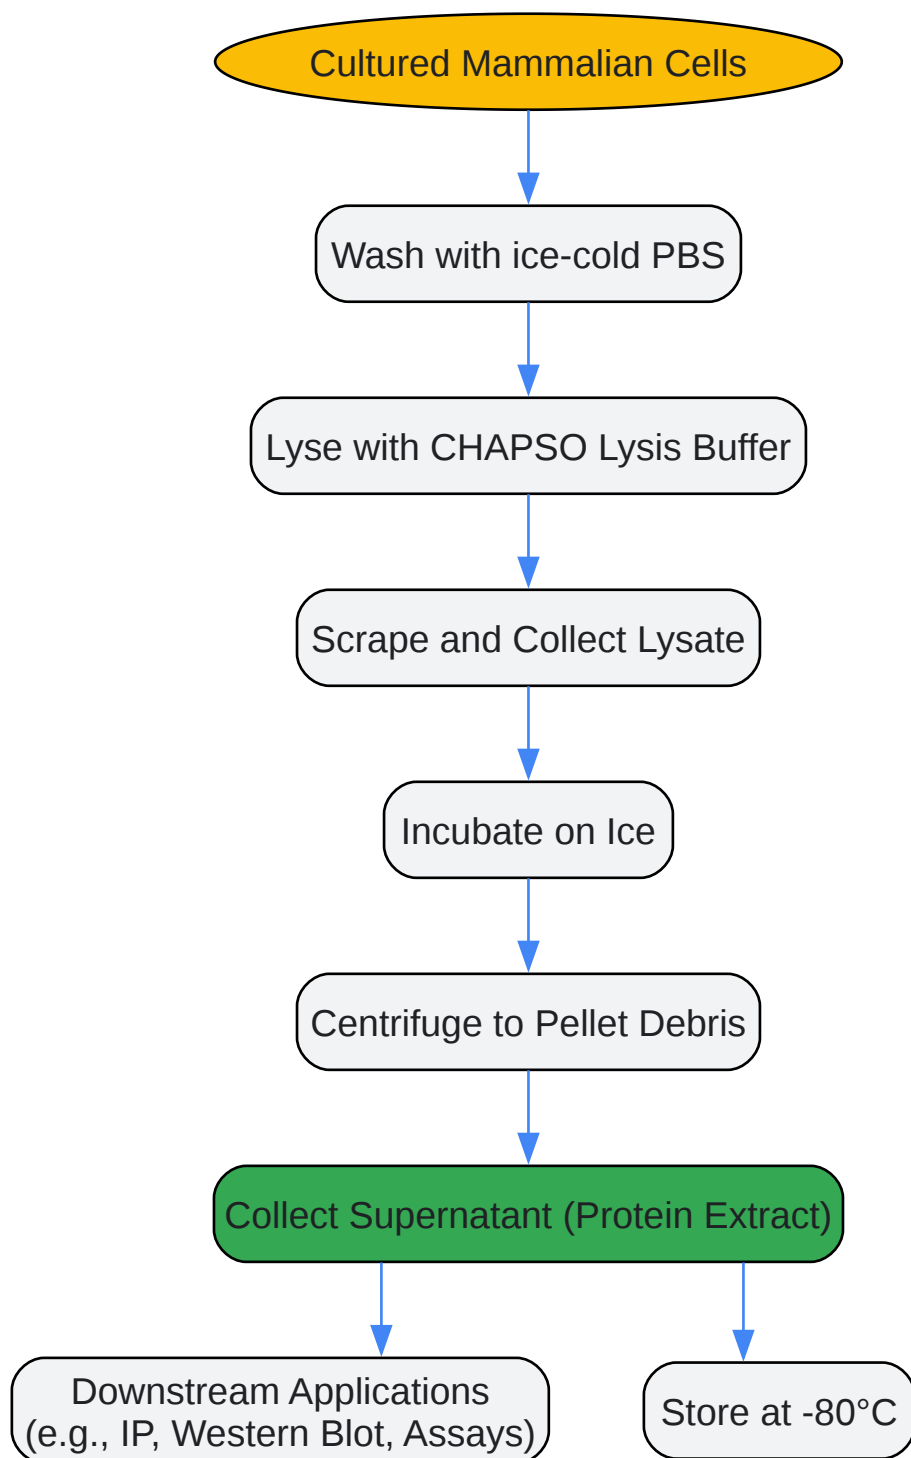 Cultured Mammalian Cells
Wash with ice-cold PBS
Lyse with CHAPSO Lysis Buffer
Scrape and Collect Lysate
Incubate on Ice
Centrifuge to Pellet Debris
Collect Supernatant (Protein Extract)
Downstream Applications
(e.g., IP, Western Blot, Assays)
Store at -80°C